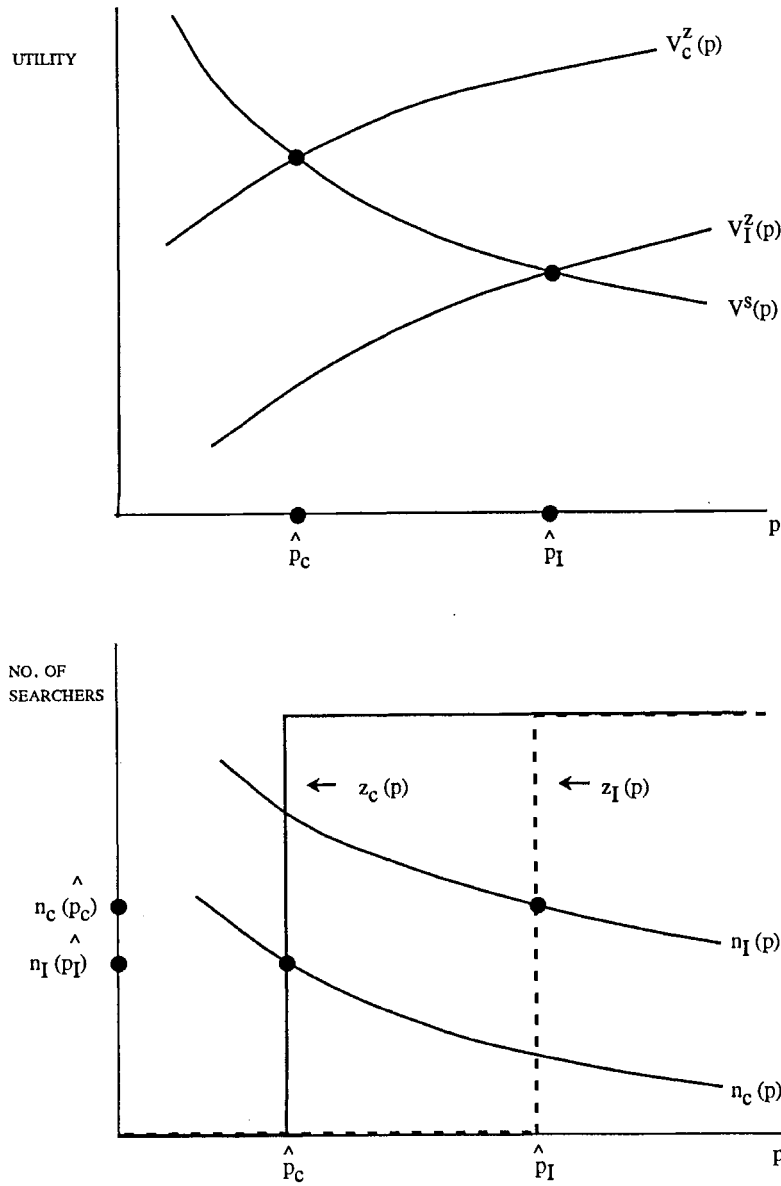 UTILITY
V_c^z(p)
V_I^z(p)
V^s(p)
p
p̂_c
p̂_I
NO. OF
SEARCHERS
← z_c(p)
← z_I(p)
n_c(p̂_c)
n_I(p̂_I)
n_I(p)
n_c(p)
p
p̂_c
p̂_I